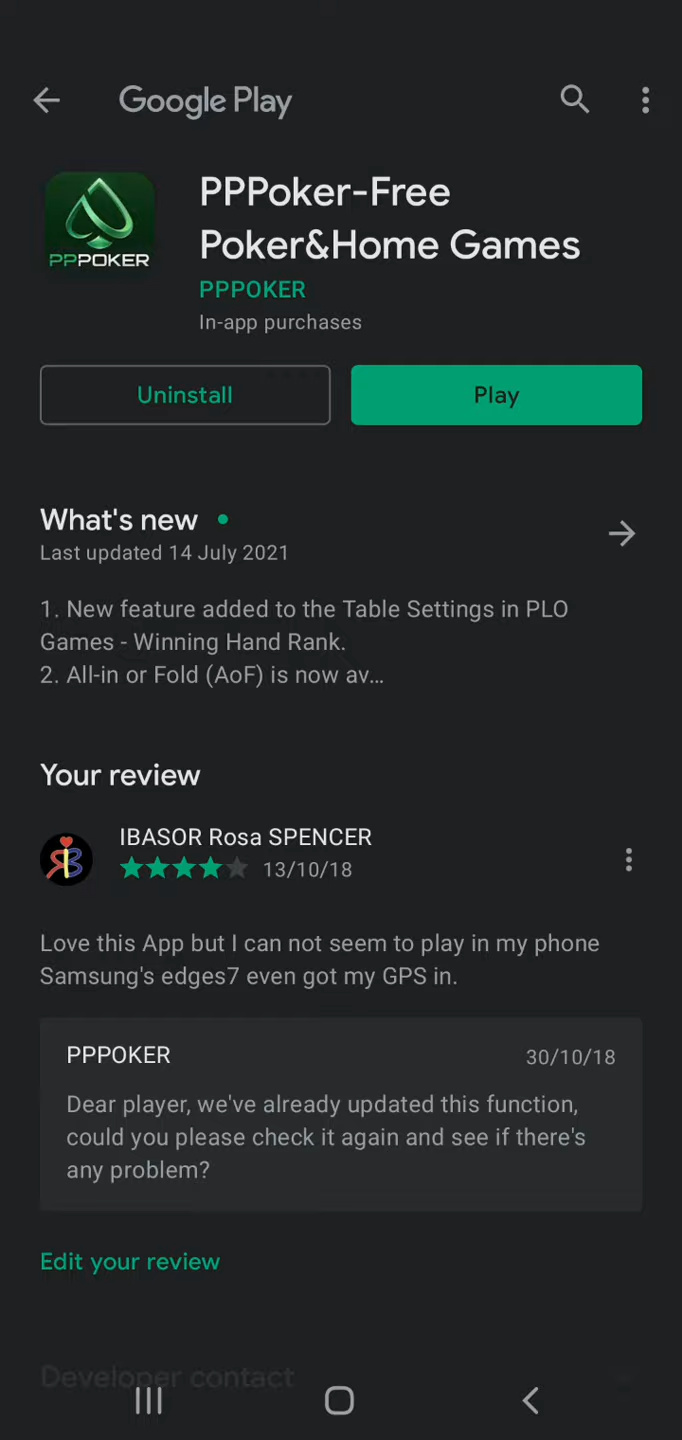 Google Play
PPPOKER
PPPoker-Free
Poker&Home Games
PPPOKER
In-app purchases
Uninstall
Play
What's new
Last updated 14 July 2021
1. New feature added to the Table Settings in PLO
Games - Winning Hand Rank.
2. All-in or Fold (AoF) is now av…
Your review
IBASOR Rosa SPENCER
13/10/18
Love this App but I can not seem to play in my phone
Samsung's edges7 even got my GPS in.
PPPOKER
30/10/18
Dear player, we've already updated this function,
could you please check it again and see if there's
any problem?
Edit your review
Developer contact